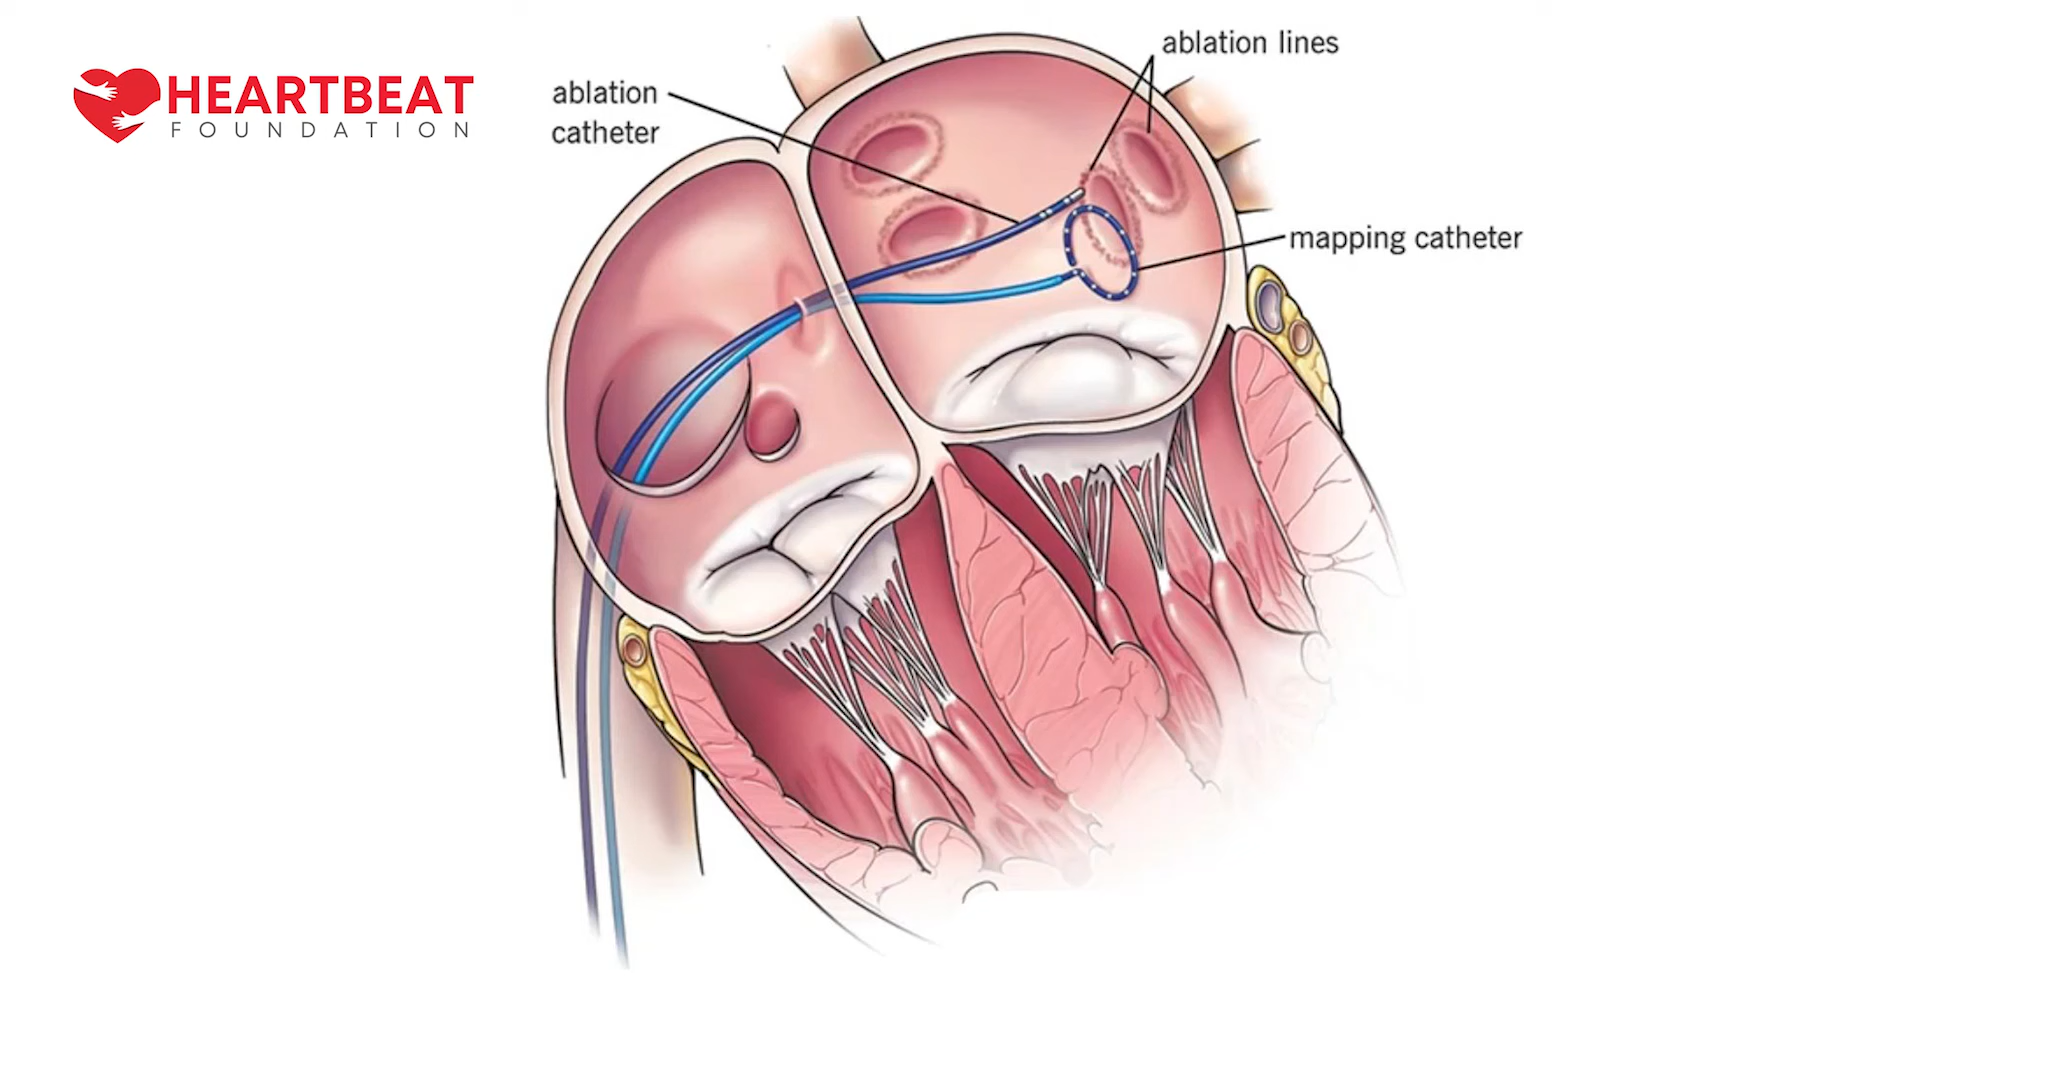 HEARTBEAT
FOUNDATION
ablation lines
ablation
catheter
mapping catheter